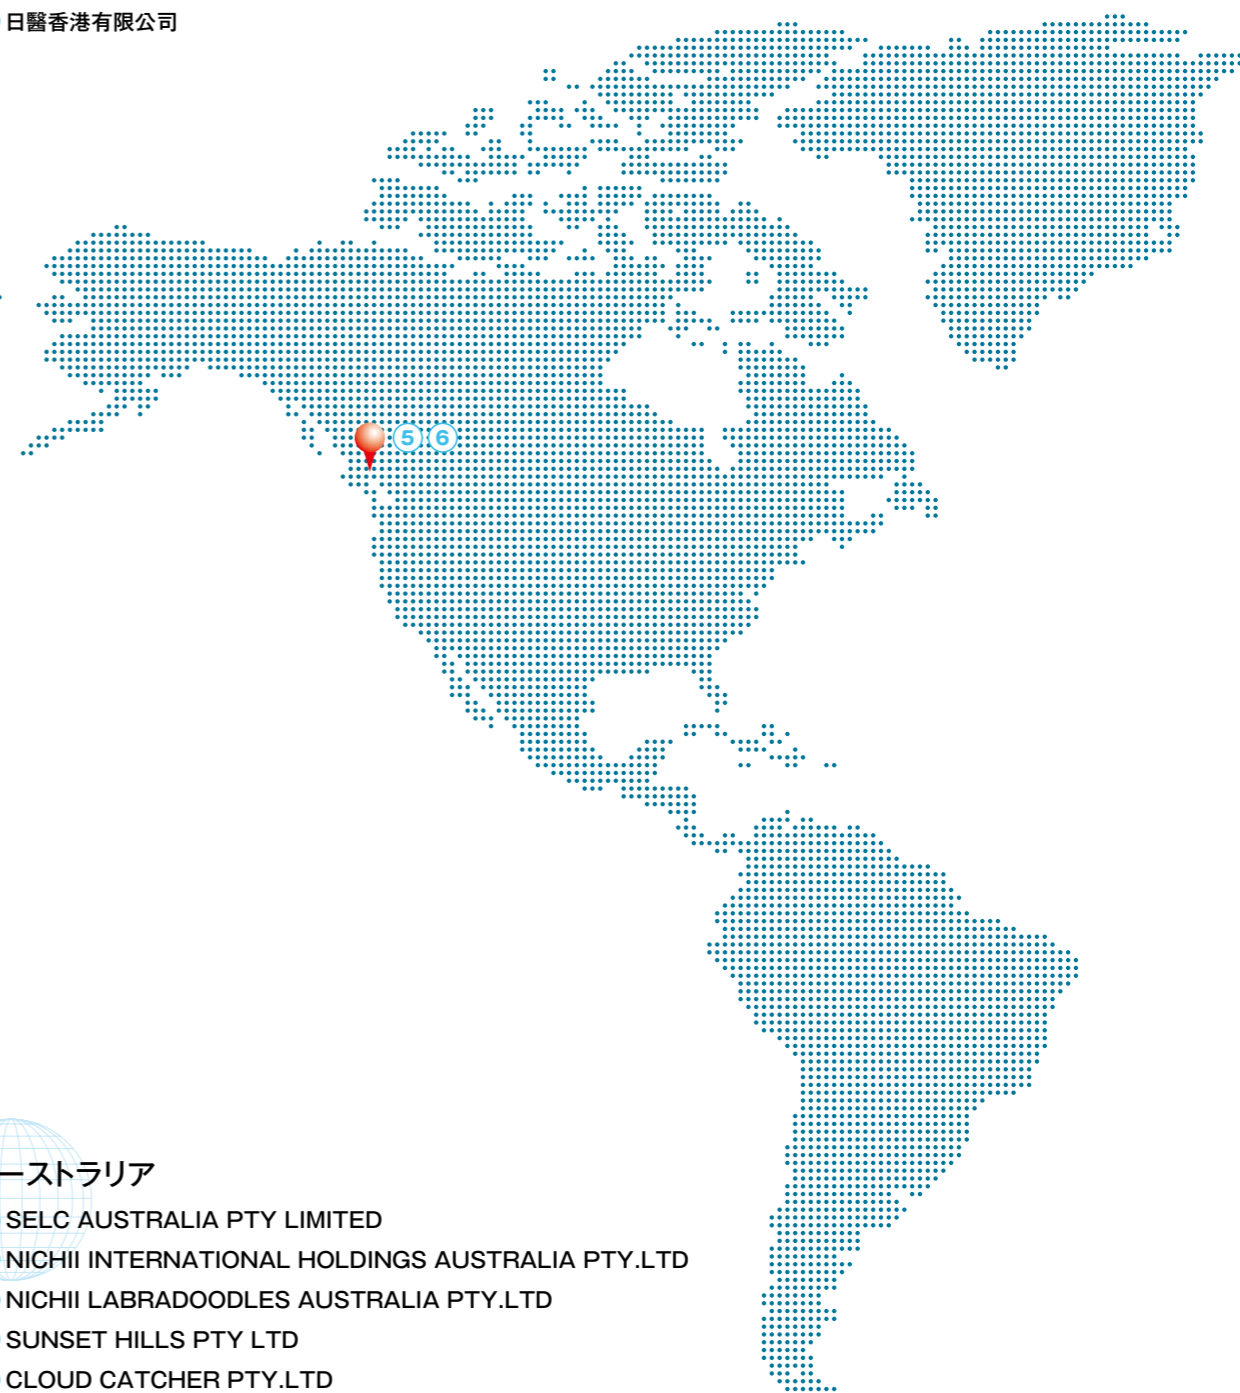 日醫香港有限公司
5 6
ーストラリア
SELC AUSTRALIA PTY LIMITED
NICHII INTERNATIONAL HOLDINGS AUSTRALIA PTY.LTD
NICHII LABRADOODLES AUSTRALIA PTY.LTD
SUNSET HILLS PTY LTD
CLOUD CATCHER PTY.LTD